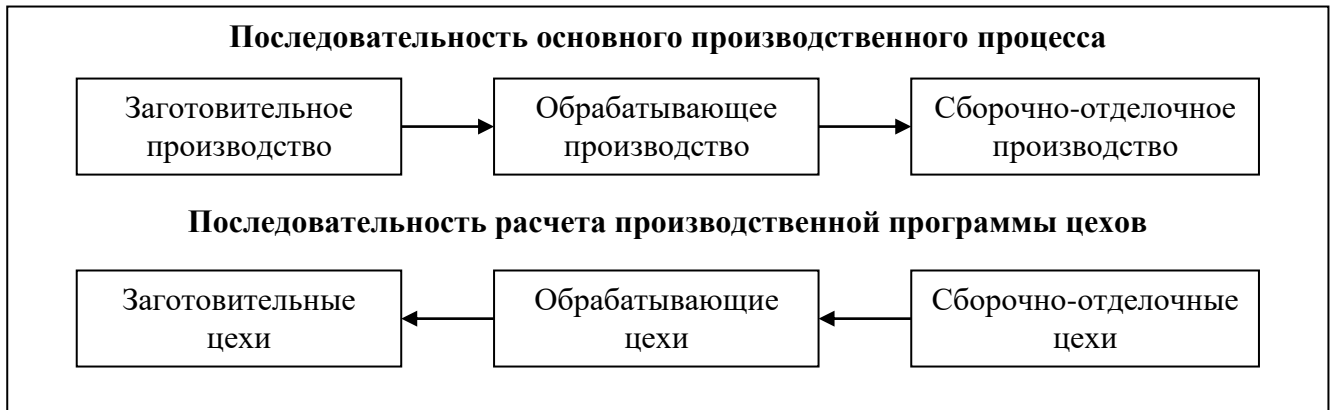 Последовательность основного производственного процесса
Заготовительное
производство
Обрабатывающее
производство
Сборочно-отделочное
производство
Последовательность расчета производственной программы цехов
Заготовительные
цехи
Обрабатывающие
цехи
Сборочно-отделочные
цехи